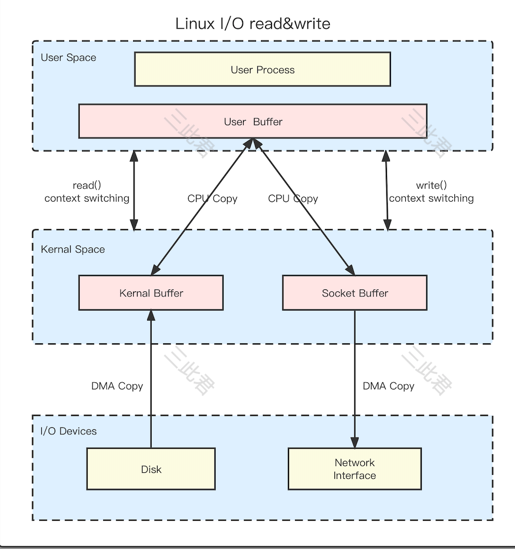 Linux I/O read&write
User Space
User Process
User Buffer
三此君
三此君
read()
context switching
CPU Copy
CPU Copy
write()
context switching
Kernal Space
Kernal Buffer
Socket Buffer
三此君
三此君
DMA Copy
DMA Copy
I/O Devices
Disk
Network
Interface